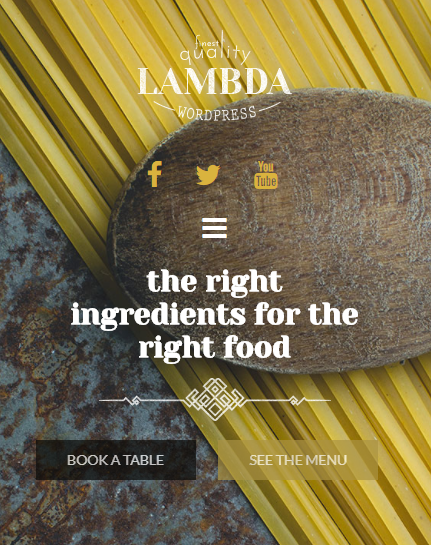 finest
quality
LAMBDA
WORDPRESS
You
Tube
the right
ingredients for the
right food
BOOK A TABLE
SEE THE MENU